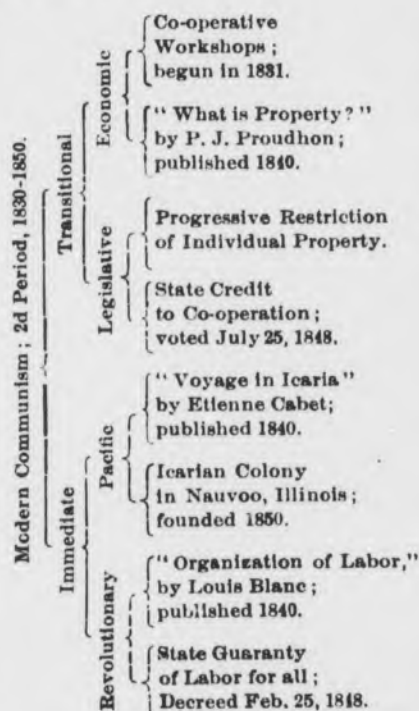 Modern Communism; 2d Period, 1830-1850.
Transitional
Economic
Co-operative
Workshops;
begun in 1831.
"What is Property?"
by P. J. Proudhon;
published 1840.
Legislative
Progressive Restriction
of Individual Property.
State Credit
to Co-operation;
voted July 25, 1848.
Immediate
Pacific
"Voyage in Icaria"
by Etienne Cabet;
published 1840.
Icarian Colony
in Nauvoo, Illinois;
founded 1850.
Revolutionary
"Organization of Labor,"
by Louis Blanc;
published 1840.
State Guaranty
of Labor for all;
Decreed Feb. 25, 1848.